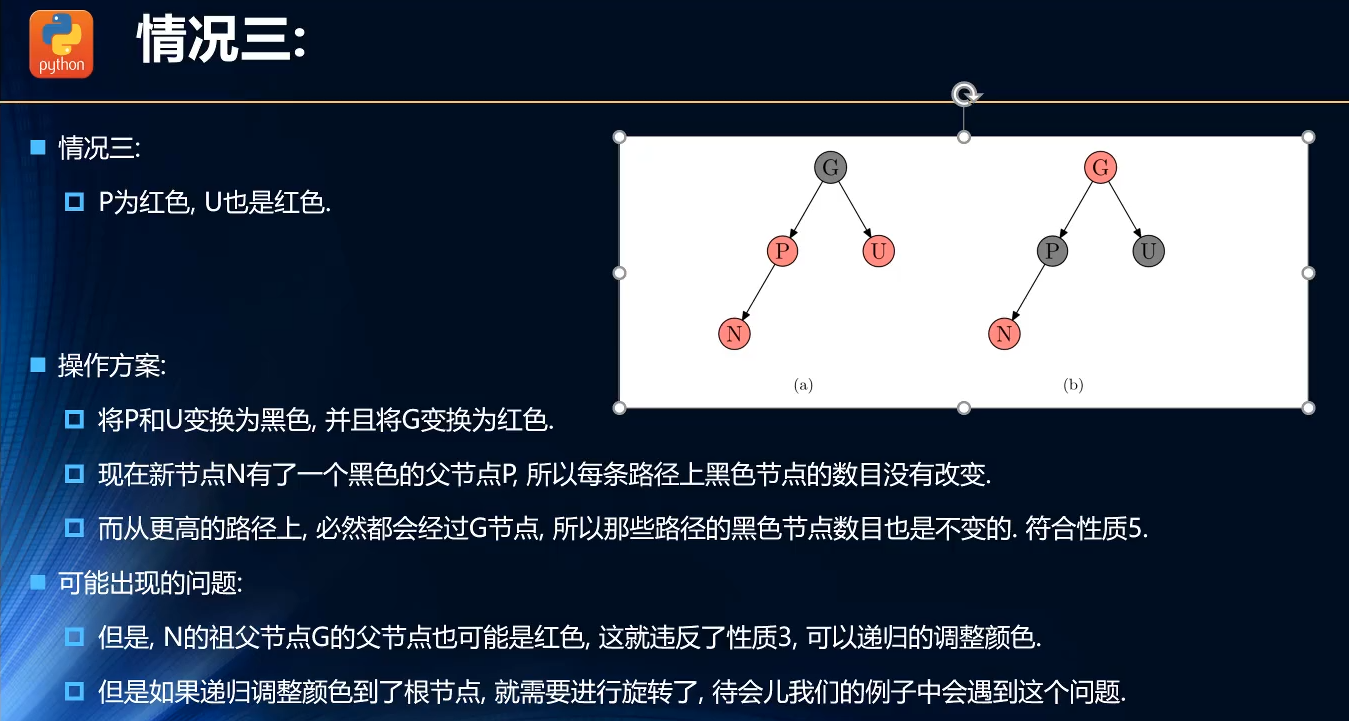 python
情况三:
情况三:
P为红色, U也是红色.
G
G
P
U
P
U
N
N
(a)
(b)
操作方案:
将P和U变换为黑色, 并且将G变换为红色.
现在新节点N有了一个黑色的父节点P, 所以每条路径上黑色节点的数目没有改变.
而从更高的路径上, 必然都会经过G节点, 所以那些路径的黑色节点数目也是不变的. 符合性质5.
可能出现的问题:
但是, N的祖父节点G的父节点也可能是红色, 这就违反了性质3, 可以递归的调整颜色.
但是如果递归调整颜色到了根节点, 就需要进行旋转了, 待会儿我们的例子中会遇到这个问题.